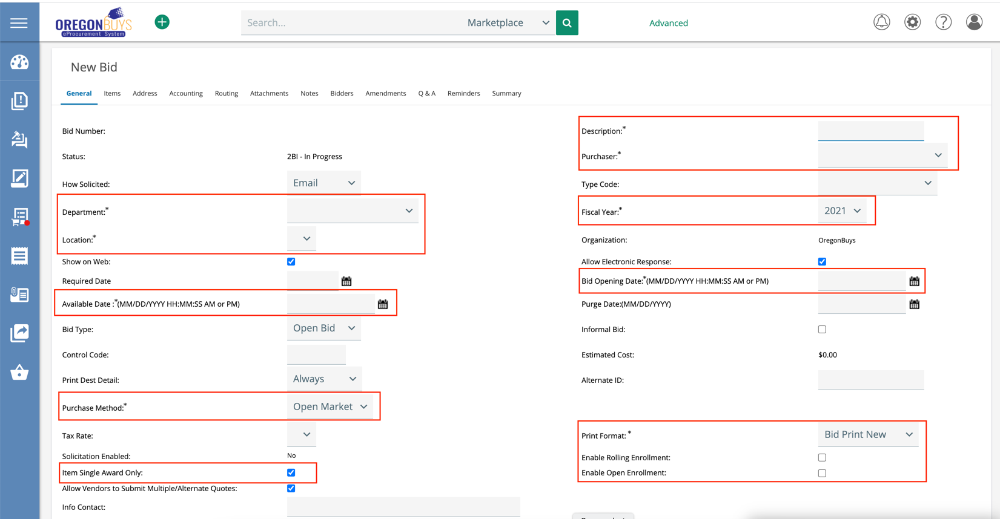 OREGONBUYS
eProcurement System
Search...
Marketplace
Advanced
New Bid
General Items Address Accounting Routing Attachments Notes Bidders Amendments Q & A Reminders Summary
Bid Number:
Description:*
Status: 2BI - In Progress
Purchaser:*
How Solicited: Email
Type Code:
Department:*
Fiscal Year:* 2021
Location:*
Organization: OregonBuys
Show on Web:
Allow Electronic Response:
Required Date
Bid Opening Date:*(MM/DD/YYYY HH:MM:SS AM or PM)
Available Date :*(MM/DD/YYYY HH:MM:SS AM or PM)
Purge Date:(MM/DD/YYYY)
Bid Type: Open Bid
Informal Bid:
Control Code:
Estimated Cost: $0.00
Print Dest Detail: Always
Alternate ID:
Purchase Method:* Open Market
Tax Rate:
Print Format: * Bid Print New
Solicitation Enabled: No
Enable Rolling Enrollment:
Item Single Award Only:
Enable Open Enrollment:
Allow Vendors to Submit Multiple/Alternate Quotes:
Info Contact: